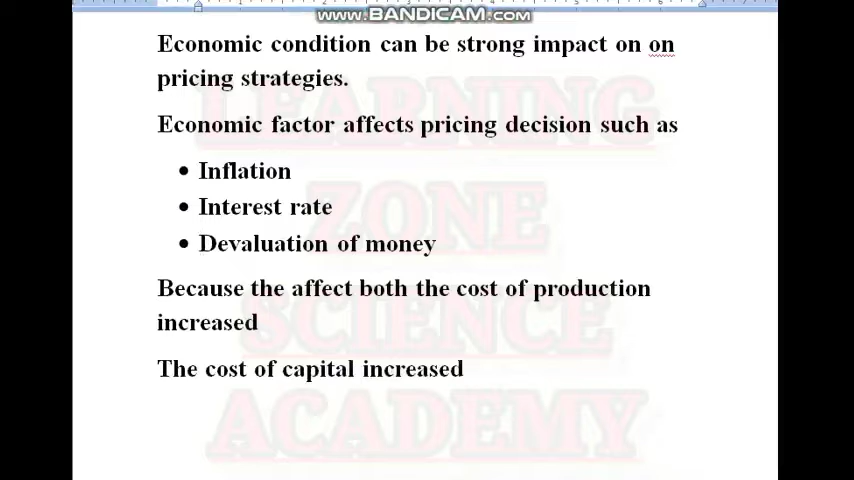 WWW.BANDICAM.COM
Economic condition can be strong impact on on
pricing strategies.
Economic factor affects pricing decision such as
• Inflation
• Interest rate
• Devaluation of money
Because the affect both the cost of production
increased
The cost of capital increased
LEARNING
ZONE
SCIENCE
ACADEMY